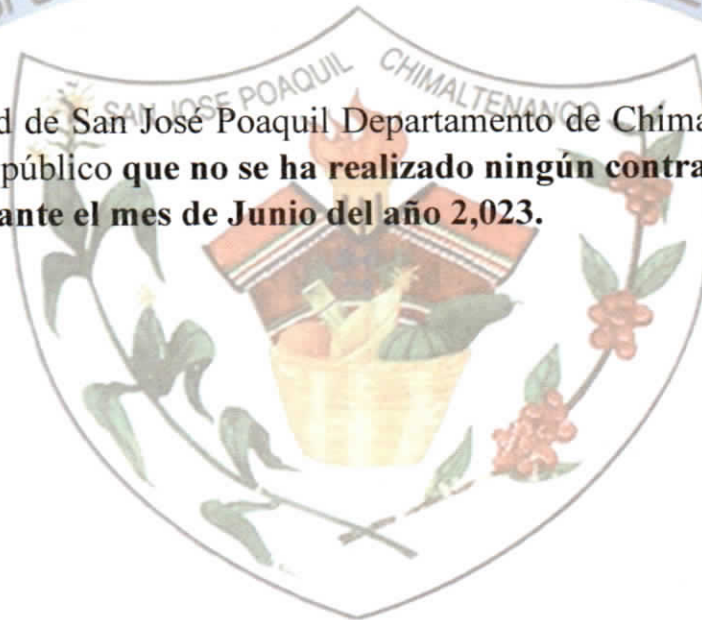 SAN JOSE POAQUIL CHIMALTENANGO
d de San José Poaquil Departamento de Chima
público que no se ha realizado ningún contra
ante el mes de Junio del año 2,023.